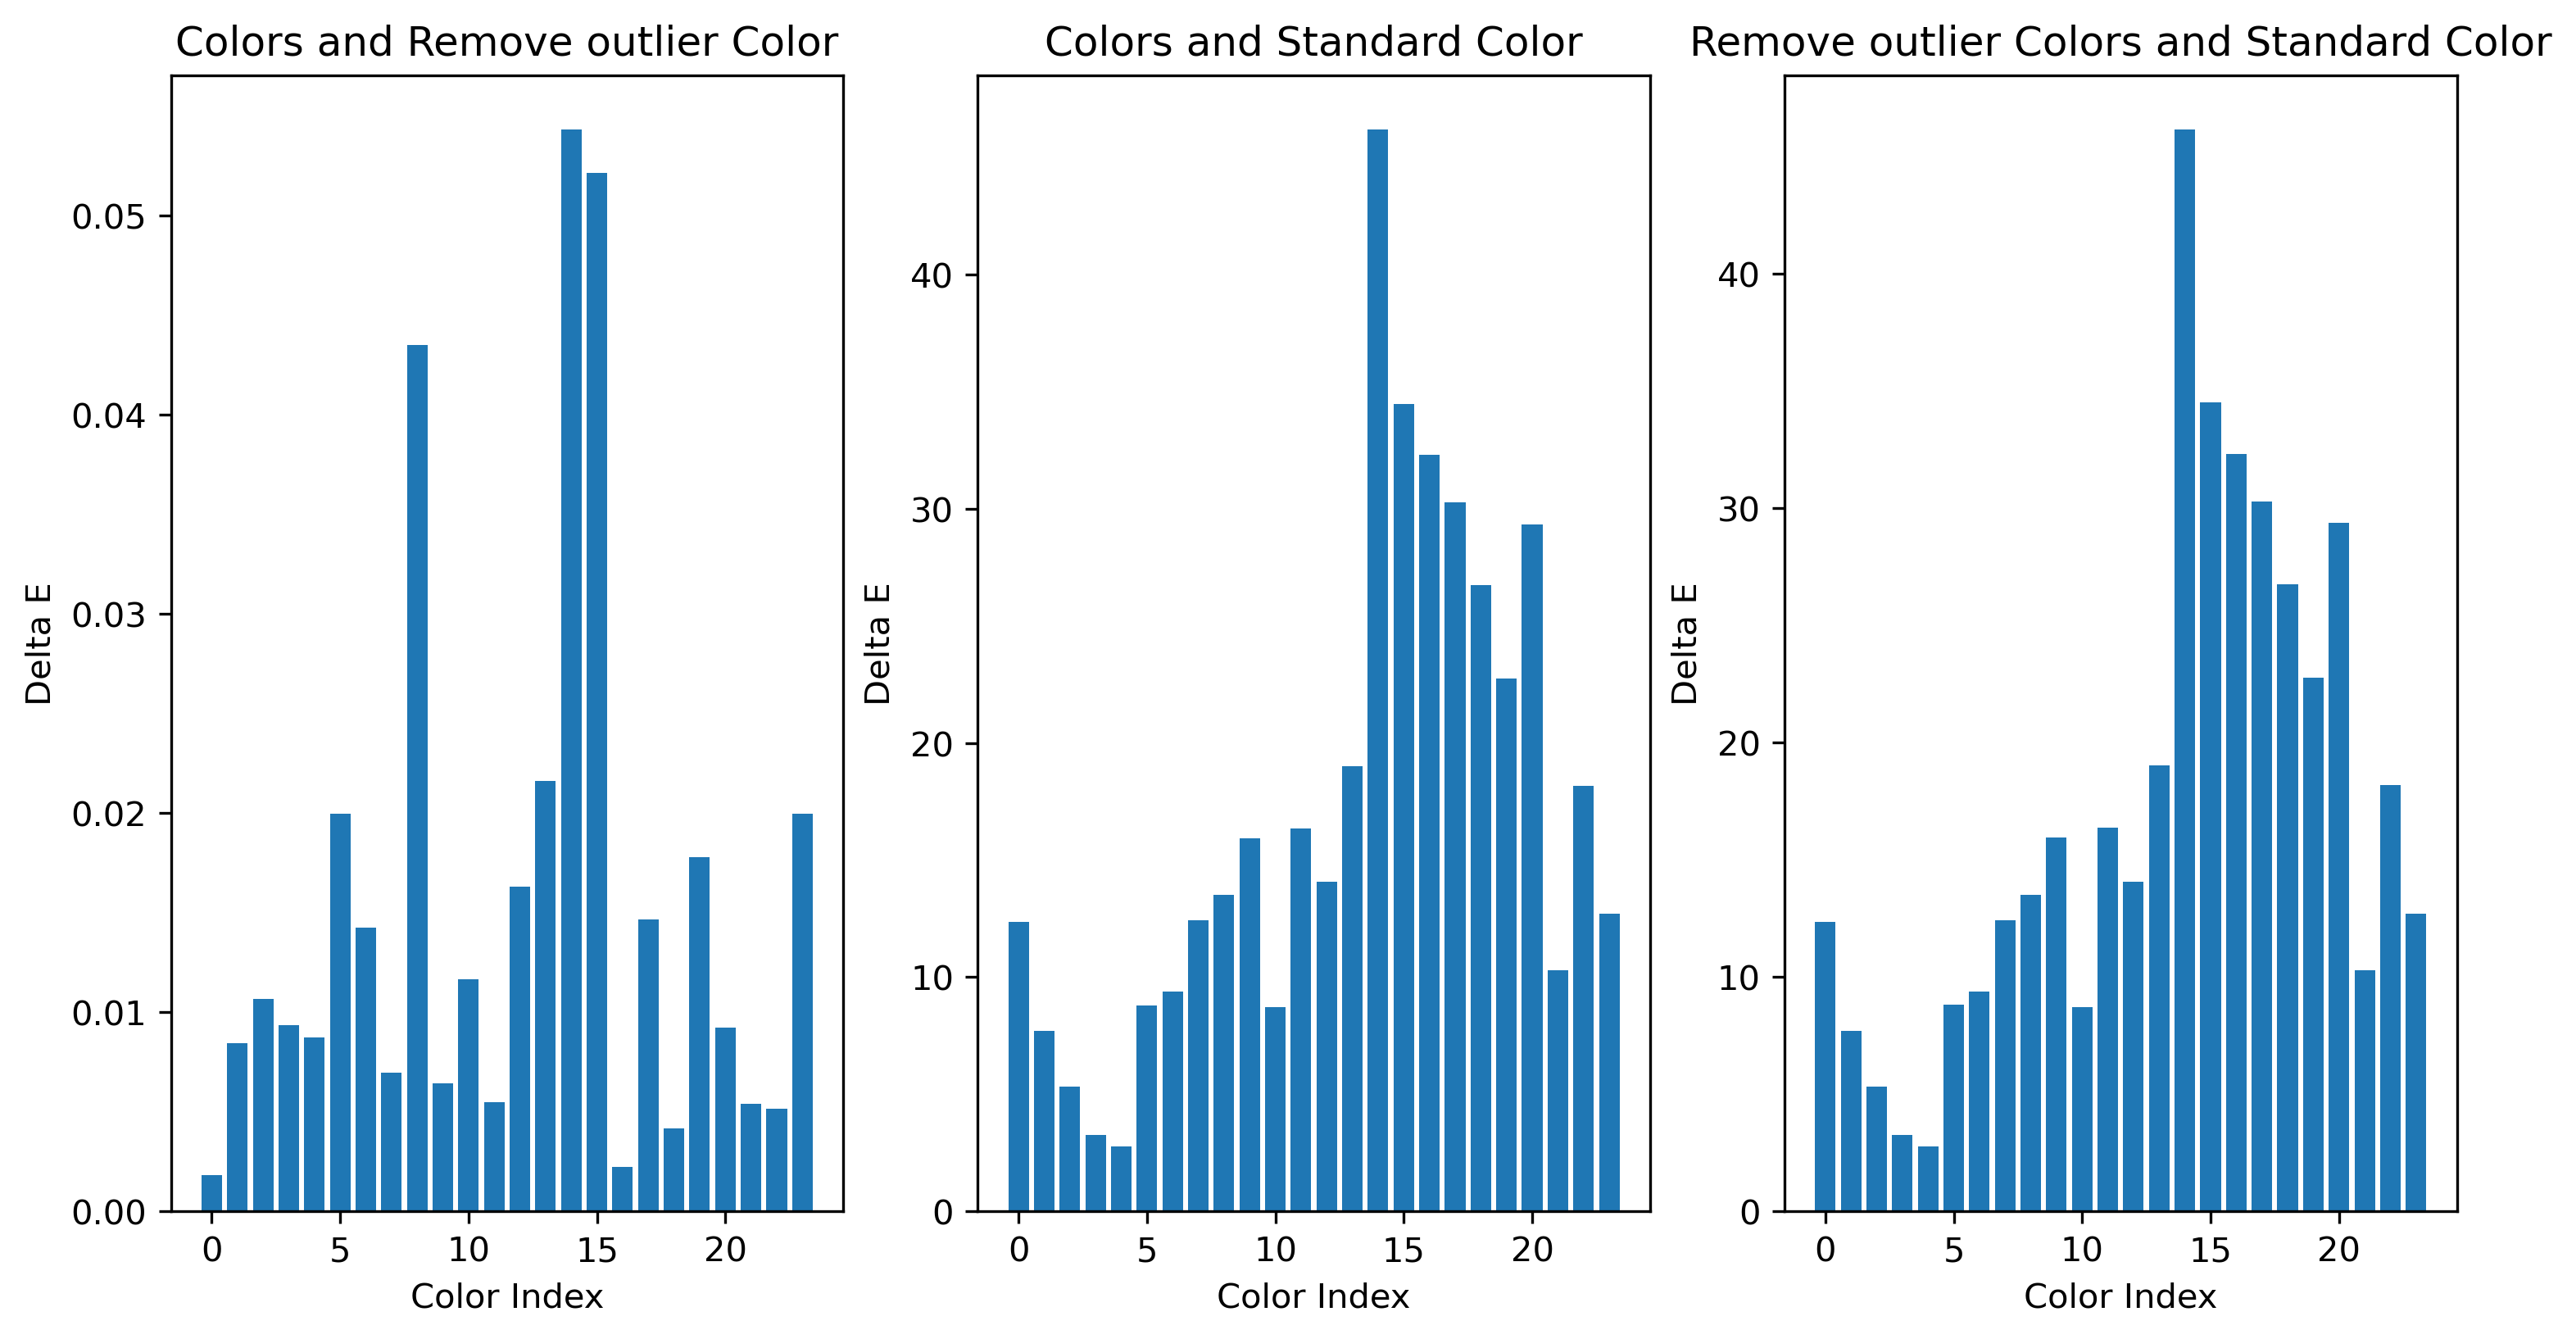 Colors and Remove outlier Color
Delta E
0.05
0.04
0.03
0.02
0.01
0.00
0 5 10 15 20
Color Index
Colors and Standard Color
Delta E
40
30
20
10
0
0 5 10 15 20
Color Index
Remove outlier Colors and Standard Color
Delta E
40
30
20
10
0
0 5 10 15 20
Color Index